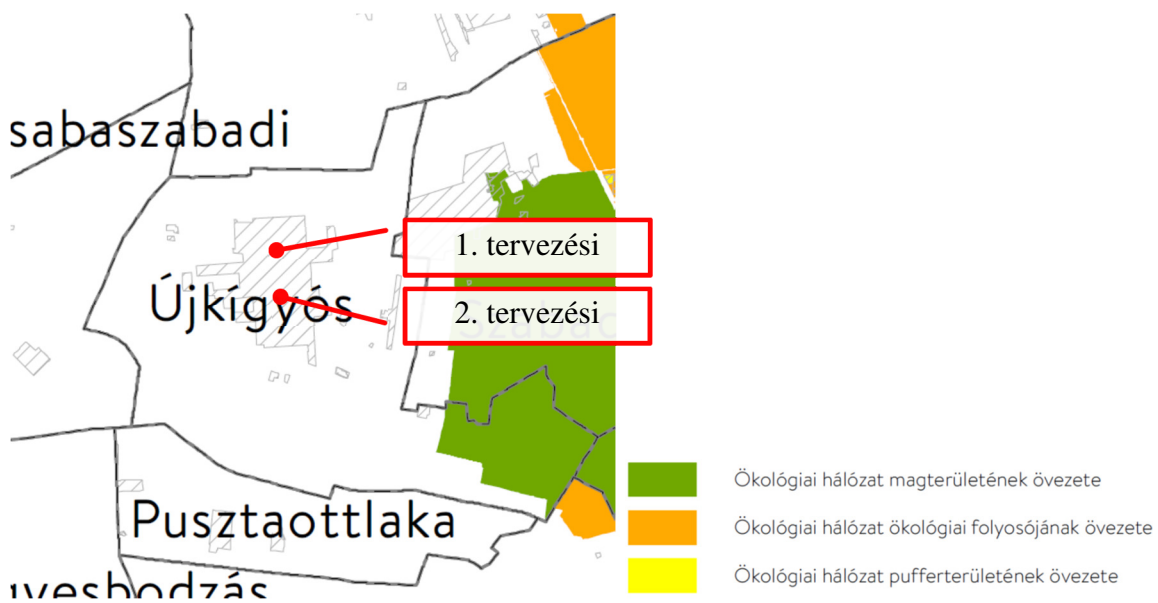 sabaszabadi
1. tervezési
Újkígyós
2. tervezési
Szabad
Pusztaottlaka
Ökológiai hálózat magterületének övezete
Ökológiai hálózat ökológiai folyosójának övezete
Ökológiai hálózat pufferterületének övezete